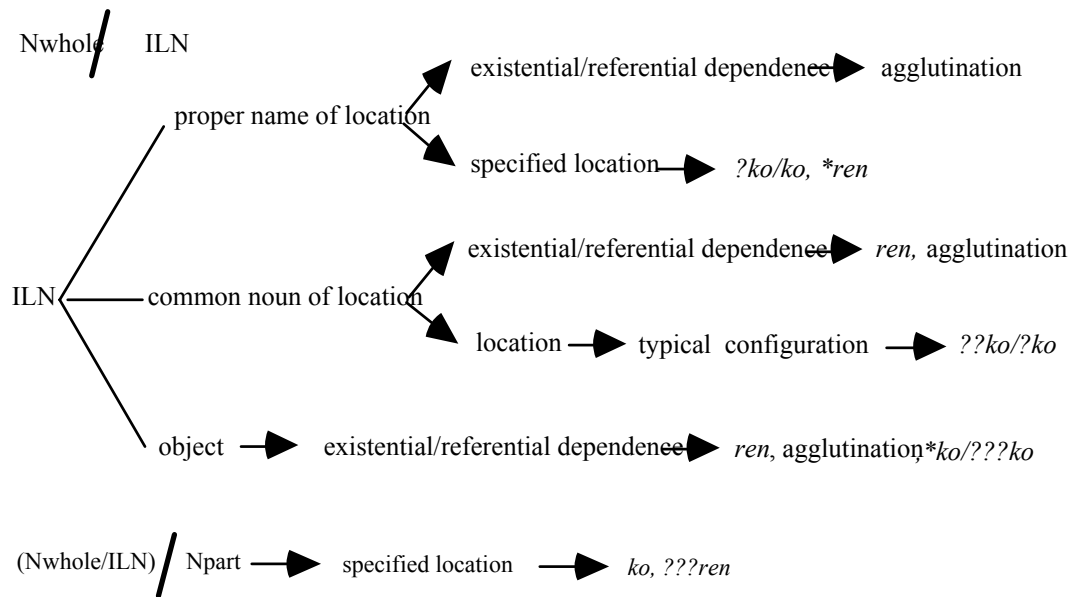 Nwhole / ILN
existential/referential dependence agglutination
proper name of location
specified location ?ko/ko, *ren
existential/referential dependence ren, agglutination
ILN common noun of location
location typical configuration ??ko/?ko
object existential/referential dependence ren, agglutination,*ko/???ko
(Nwhole/ILN) / Npart specified location ko, ???ren